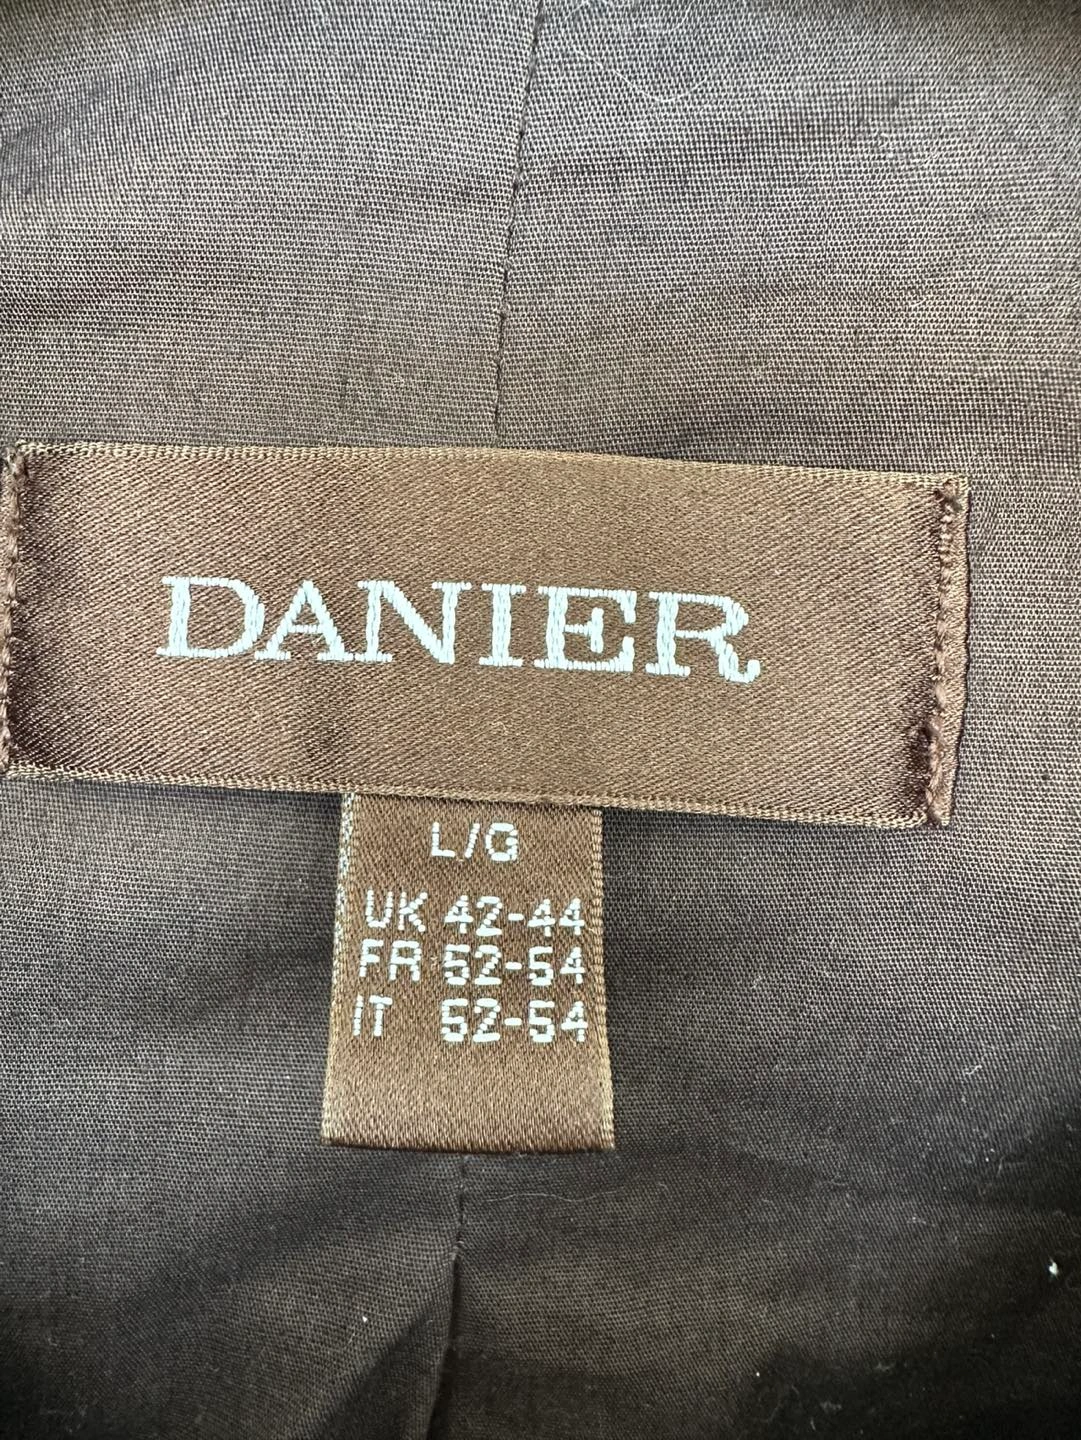 DANIER
L/G
UK 42-44
FR 52-54
IT 52-54